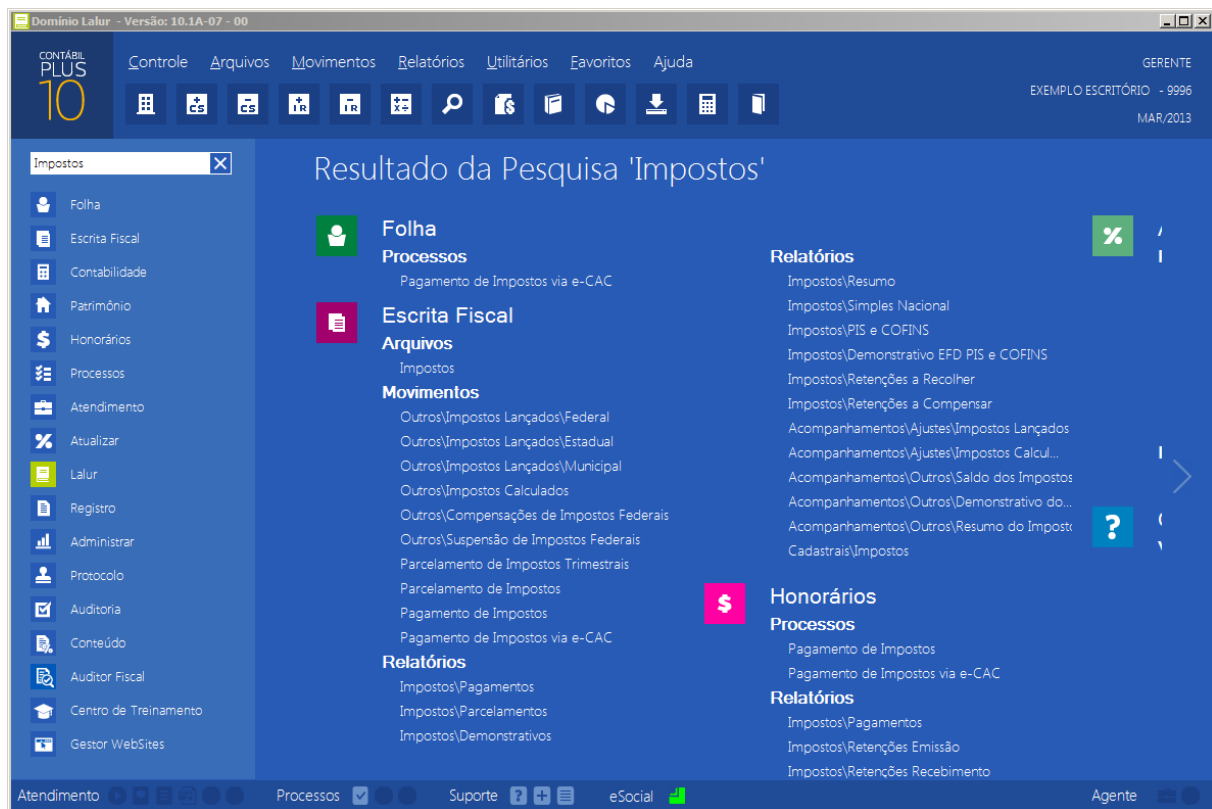 Domínio Lalur - Versão: 10.1A-07 - 00
CONTÁBIL
PLUS
10
Controle Arquivos Movimentos Relatórios Utilitários Favoritos Ajuda
GERENTE
EXEMPLO ESCRITÓRIO - 9996
MAR/2013
Impostos
Folha
Escrita Fiscal
Contabilidade
Patrimônio
Honorários
Processos
Atendimento
Atualizar
Lalur
Registro
Administrar
Protocolo
Auditoria
Conteúdo
Auditor Fiscal
Centro de Treinamento
Gestor WebSites
Resultado da Pesquisa 'Impostos'
Folha
Processos
Pagamento de Impostos via e-CAC
Escrita Fiscal
Arquivos
Impostos
Movimentos
Outros\Impostos Lançados\Federal
Outros\Impostos Lançados\Estadual
Outros\Impostos Lançados\Municipal
Outros\Impostos Calculados
Outros\Compensações de Impostos Federais
Outros\Suspensão de Impostos Federais
Parcelamento de Impostos Trimestrais
Parcelamento de Impostos
Pagamento de Impostos
Pagamento de Impostos via e-CAC
Relatórios
Impostos\Pagamentos
Impostos\Parcelamentos
Impostos\Demonstrativos
Relatórios
Impostos\Resumo
Impostos\Simples Nacional
Impostos\PIS e COFINS
Impostos\Demonstrativo EFD PIS e COFINS
Impostos\Retenções a Recolher
Impostos\Retenções a Compensar
Acompanhamentos\Ajustes\Impostos Lançados
Acompanhamentos\Ajustes\Impostos Calcul...
Acompanhamentos\Outros\Saldo dos Impostos
Acompanhamentos\Outros\Demonstrativo do...
Acompanhamentos\Outros\Resumo do Imposto
Cadastrais\Impostos
Honorários
Processos
Pagamento de Impostos
Pagamento de Impostos via e-CAC
Relatórios
Impostos\Pagamentos
Impostos\Retenções Emissão
Impostos\Retenções Recebimento
Atendimento Processos Suporte eSocial Agente